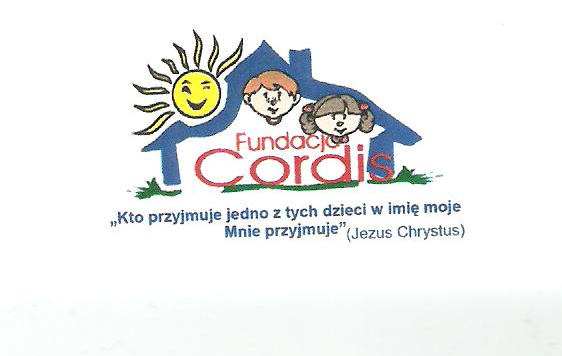 Fundacja
Cordis
„Kto przyjmuje jedno z tych dzieci w imię moje
Mnie przyjmuje” (Jezus Chrystus)